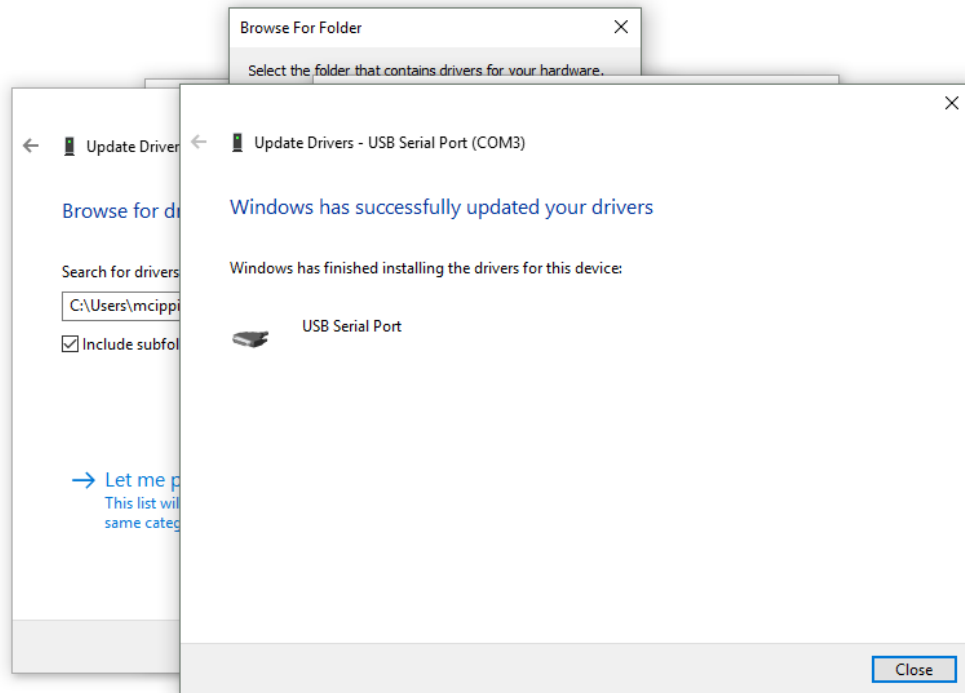 Browse For Folder
Select the folder that contains drivers for your hardware.
Update Driver
Browse for dr
Search for drivers
C:\Users\mcippi
Include subfol
Let me p
This list wil
same categ
Update Drivers - USB Serial Port (COM3)
Windows has successfully updated your drivers
Windows has finished installing the drivers for this device:
USB Serial Port
Close